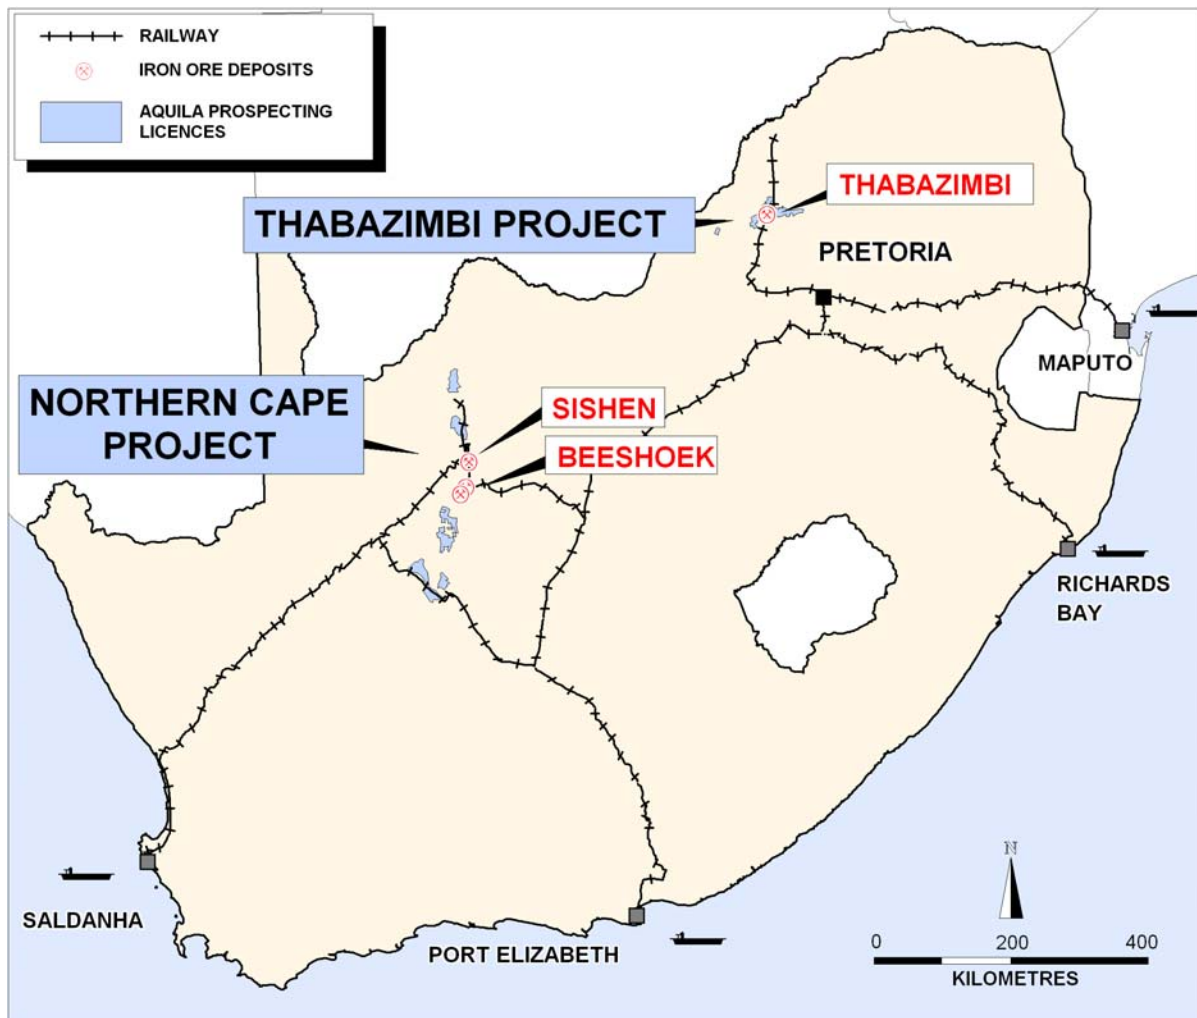 RAILWAY
IRON ORE DEPOSITS
AQUILA PROSPECTING
LICENCES
THABAZIMBI
THABAZIMBI PROJECT
PRETORIA
MAPUTO
NORTHERN CAPE
PROJECT
SISHEN
BEESHOEK
RICHARDS
BAY
N
SALDANHA
PORT ELIZABETH
0 200 400
KILOMETRES